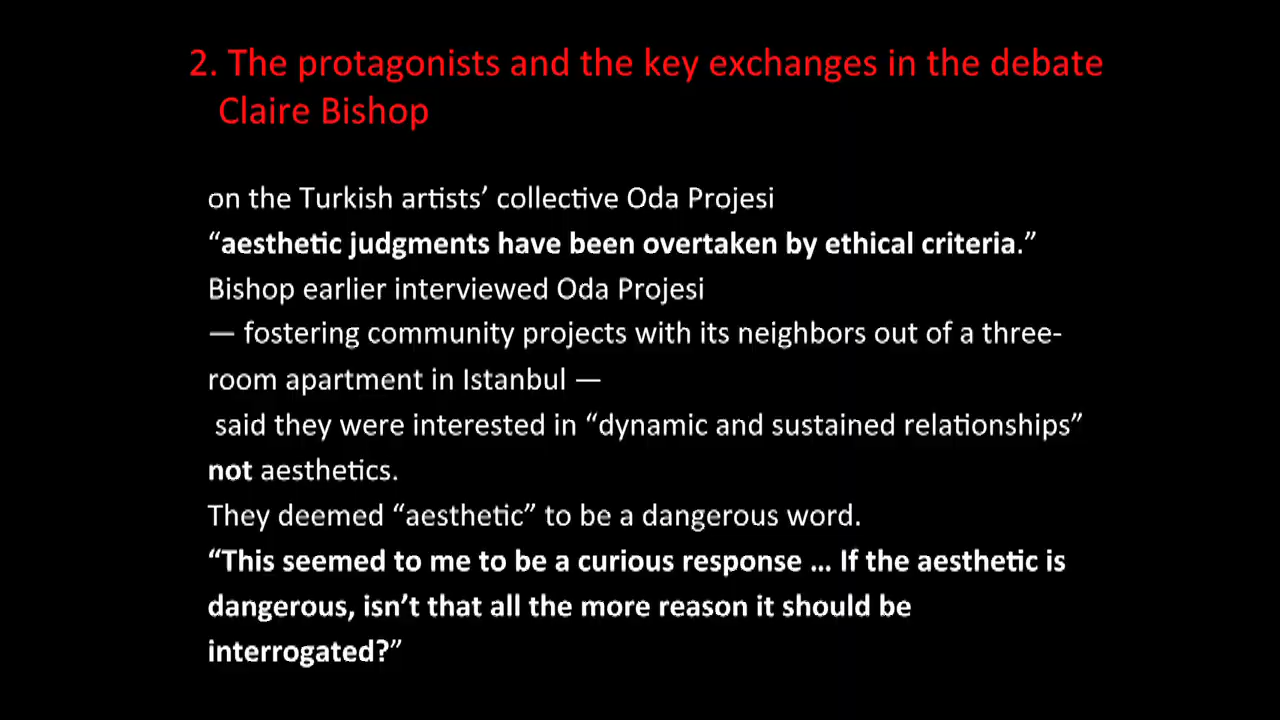 2. The protagonists and the key exchanges in the debate
Claire Bishop
on the Turkish artists’ collective Oda Projesi
“aesthetic judgments have been overtaken by ethical criteria.”
Bishop earlier interviewed Oda Projesi
— fostering community projects with its neighbors out of a three-
room apartment in Istanbul —
said they were interested in “dynamic and sustained relationships”
not aesthetics.
They deemed “aesthetic” to be a dangerous word.
“This seemed to me to be a curious response ... If the aesthetic is
dangerous, isn’t that all the more reason it should be
interrogated?”